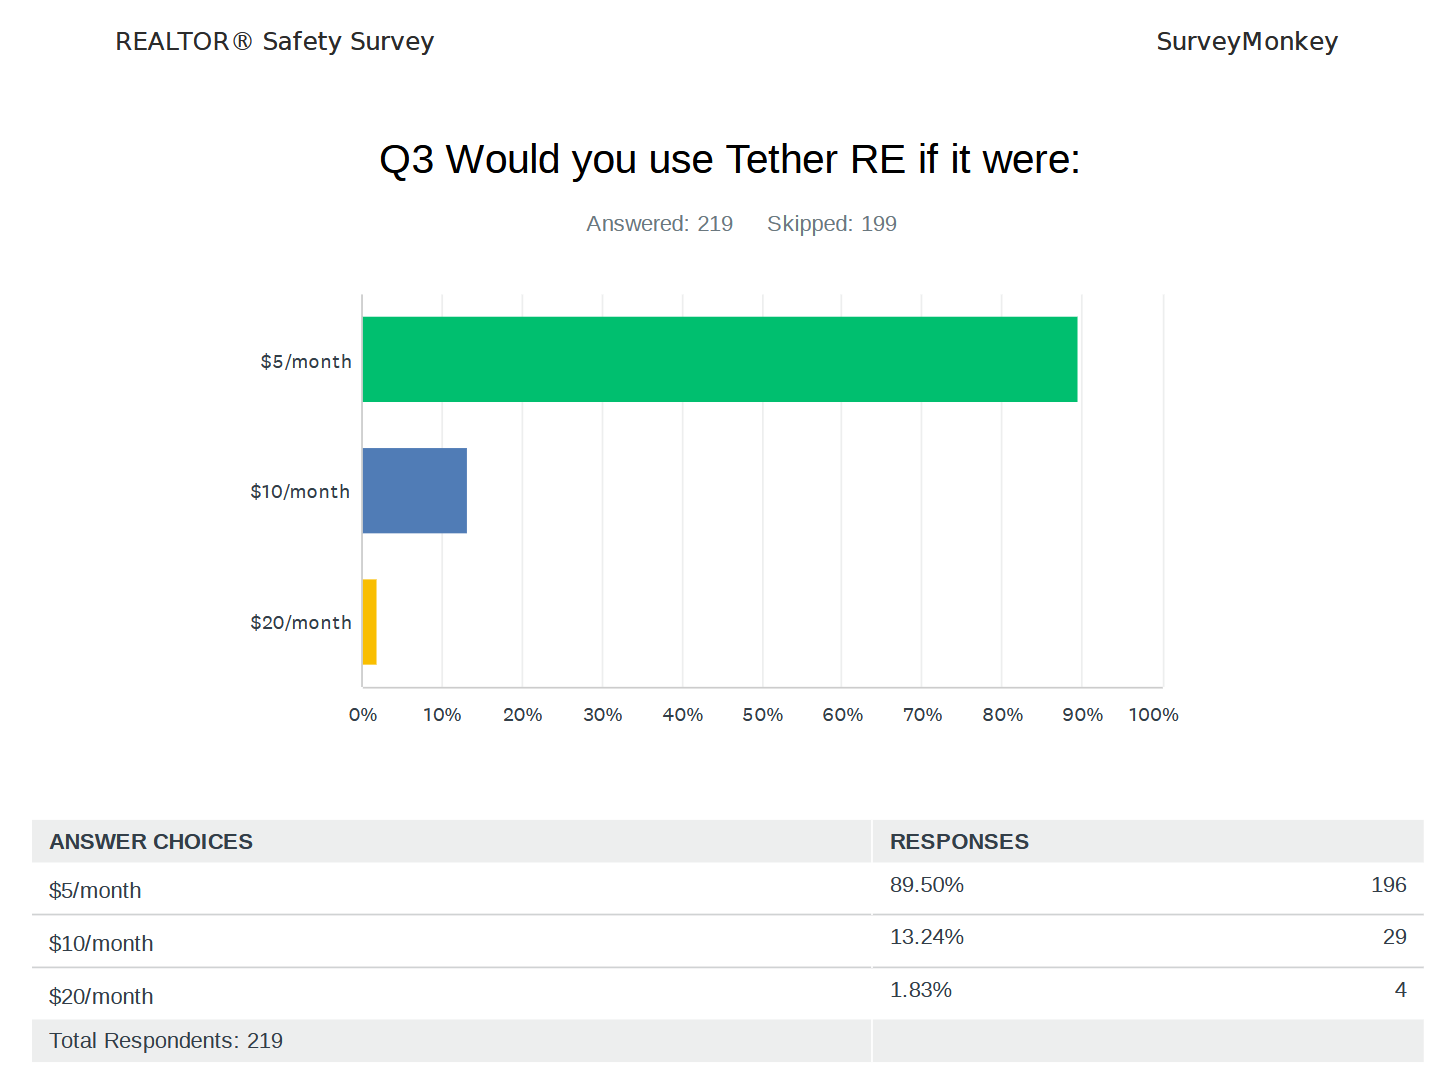 REALTOR® Safety Survey SurveyMonkey
Q3 Would you use Tether RE if it were:
Answered: 219 Skipped: 199
$5/month
$10/month
$20/month
0% 10% 20% 30% 40% 50% 60% 70% 80% 90% 100%
ANSWER CHOICES RESPONSES
$5/month 89.50% 196
$10/month 13.24% 29
$20/month 1.83% 4
Total Respondents: 219